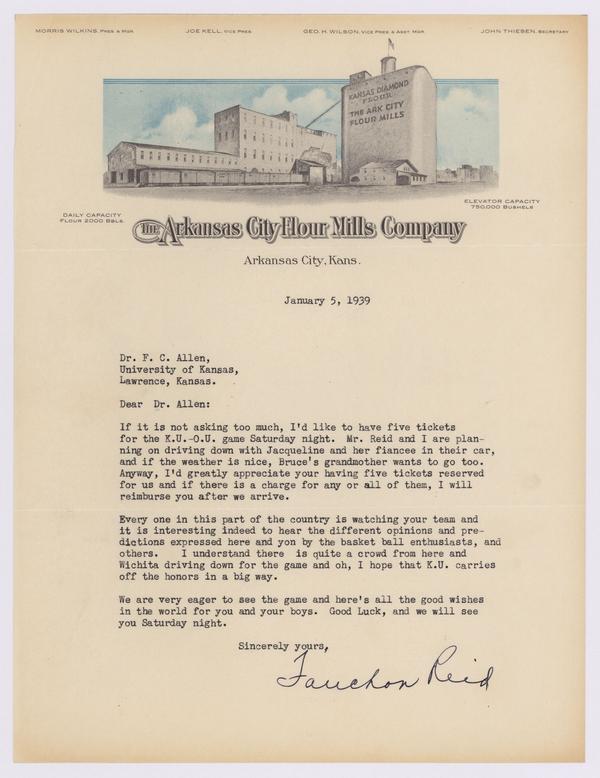 MORRIS WILKINS, PRES. & MGR. JOE KELL, VICE PRES. GEO. H. WILSON, VICE PRES. & ASST. MGR. JOHN THIESEN, SECRETARY
KANSAS DIAMOND
FLOUR
THE ARK CITY
FLOUR MILLS
DAILY CAPACITY
FLOUR 2000 BBLS.
ELEVATOR CAPACITY
750,000 BUSHELS
THE Arkansas City Flour Mills Company
Arkansas City, Kans.
January 5, 1939
Dr. F. C. Allen,
University of Kansas,
Lawrence, Kansas.
Dear Dr. Allen:
If it is not asking too much, I'd like to have five tickets
for the K.U.-O.U. game Saturday night. Mr. Reid and I are plan-
ning on driving down with Jacqueline and her fiancee in their car,
and if the weather is nice, Bruce's grandmother wants to go too.
Anyway, I'd greatly appreciate your having five tickets reserved
for us and if there is a charge for any or all of them, I will
reimburse you after we arrive.
Every one in this part of the country is watching your team and
it is interesting indeed to hear the different opinions and pre-
dictions expressed here and yon by the basket ball enthusiasts, and
others. I understand there is quite a crowd from here and
Wichita driving down for the game and oh, I hope that K.U. carries
off the honors in a big way.
We are very eager to see the game and here's all the good wishes
in the world for you and your boys. Good Luck, and we will see
you Saturday night.
Sincerely yours,
Fauchon Reid